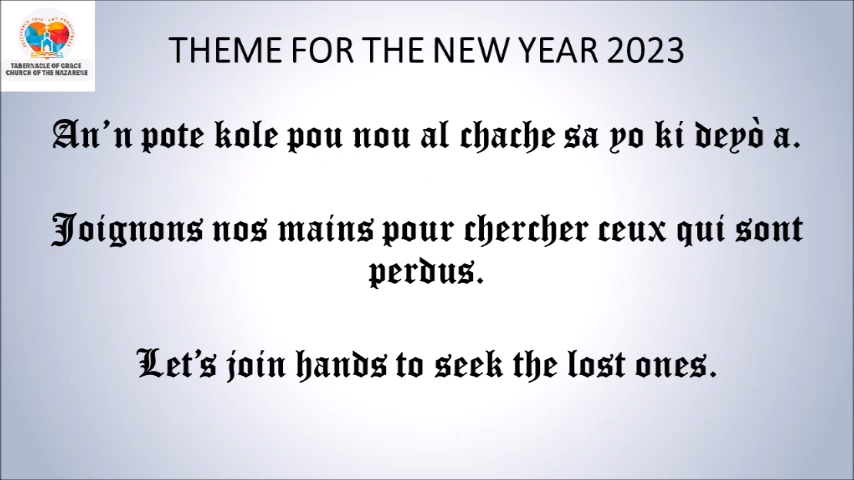 TABERNACLE OF GRACE
CHURCH OF THE NAZARENE
THEME FOR THE NEW YEAR 2023
An'n pote kole pou nou al chache sa yo ki deyò a.
Joignons nos mains pour chercher ceux qui sont
perdus.
Let's join hands to seek the lost ones.